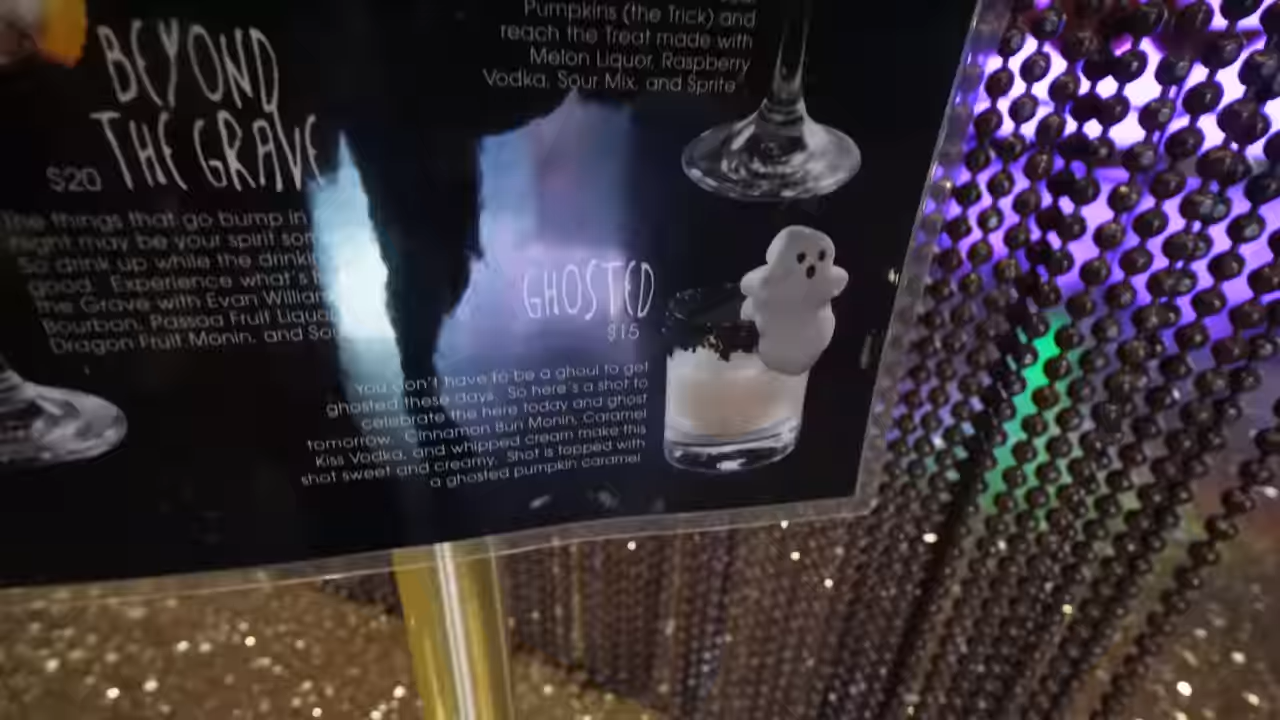 BEYOND
THE GRAVE
$20
The things that go bump in
night may be your spirit
So drink up while the
good. Experience what's
the Grave with Evan
Bourbon, Passoa Fruit
Dragon Fruit Monin, and
Pumpkins (the Trick) and
reach the Treat made with
Melon Liquor, Raspberry
Vodka, Sour Mix, and Sprite
GHOSTED
$15
You don't have to be a ghoul to get
ghosted these days. So here's a shot to
celebrate the here today and ghost
tomorrow. Cinnamon Bun Monin, Caramel
Kiss Vodka, and whipped cream make this
shot sweet and creamy. Shot is topped with
a ghosted pumpkin caramel